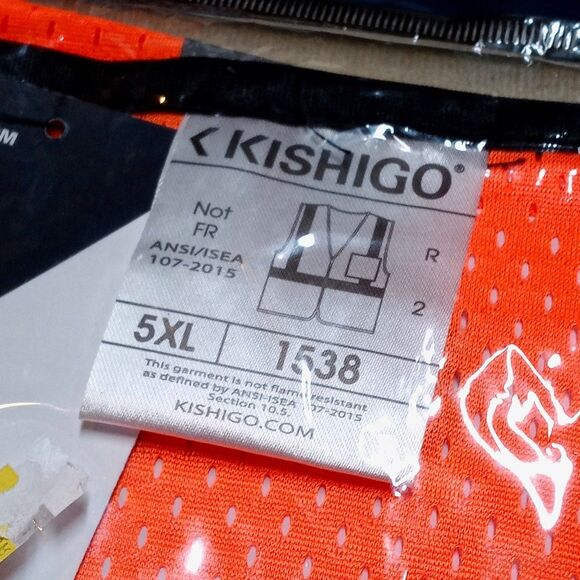 M
KISHIGO®
Not
FR
ANSI/ISEA
107-2015
R
2
5XL
1538
This garment is not flame resistant
as defined by ANSI-ISEA 107-2015
Section 10.5.
KISHIGO.COM